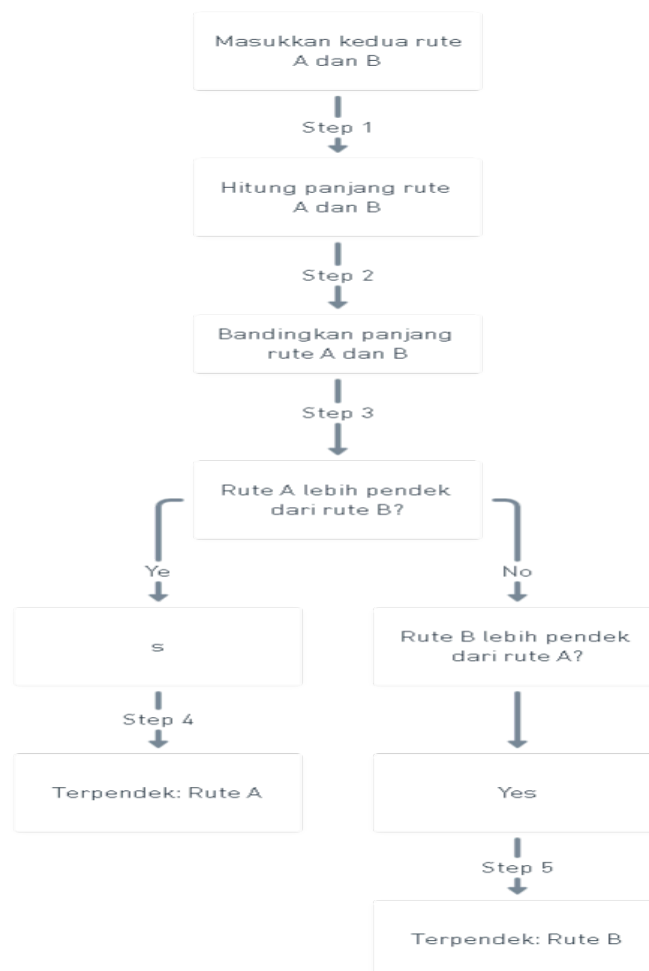 Masukkan kedua rute
A dan B
Step 1
Hitung panjang rute
A dan B
Step 2
Bandingkan panjang
rute A dan B
Step 3
Rute A lebih pendek
dari rute B?
Ye
No
s
Rute B lebih pendek
dari rute A?
Step 4
Terpendek: Rute A
Yes
Step 5
Terpendek: Rute B